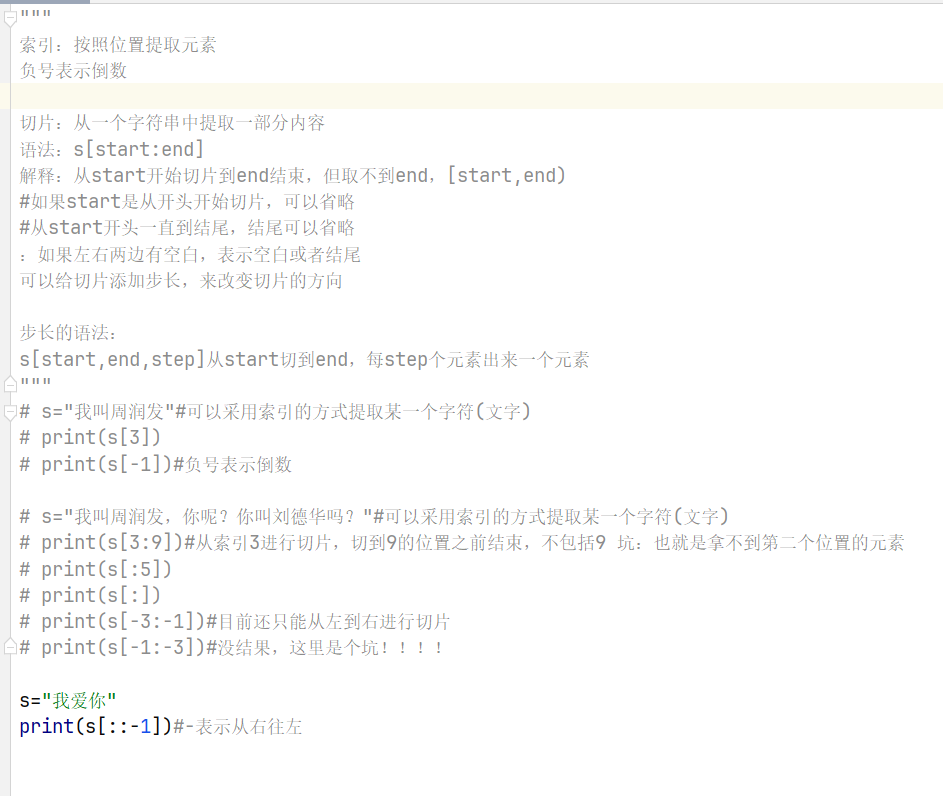 """
索引：按照位置提取元素
负号表示倒数
切片：从一个字符串中提取一部分内容
语法：s[start:end]
解释：从start开始切片到end结束，但取不到end，[start,end)
#如果start是从开头开始切片，可以省略
#从start开头一直到结尾，结尾可以省略
：如果左右两边有空白，表示空白或者结尾
可以给切片添加步长，来改变切片的方向
步长的语法：
s[start,end,step]从start切到end，每step个元素出来一个元素
"""
# s="我叫周润发"#可以采用索引的方式提取某一个字符(文字)
# print(s[3])
# print(s[-1])#负号表示倒数
# s="我叫周润发，你呢？你叫刘德华吗？"#可以采用索引的方式提取某一个字符(文字)
# print(s[3:9])#从索引3进行切片，切到9的位置之前结束，不包括9 坑：也就是拿不到第二个位置的元素
# print(s[:5])
# print(s[:])
# print(s[-3:-1])#目前还只能从左到右进行切片
# print(s[-1:-3])#没结果，这里是个坑！！！！
s="我爱你"
print(s[::-1])#-表示从右往左